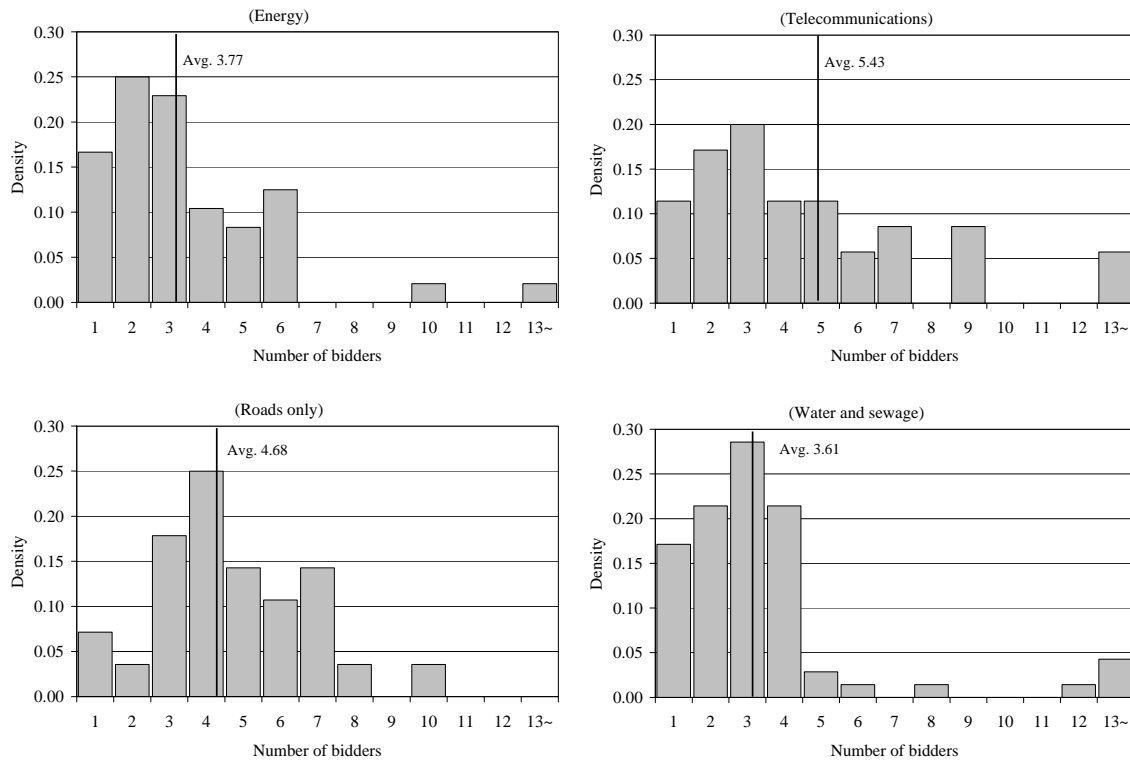 (Energy)
0.30
0.25
0.20
0.15
0.10
0.05
0.00
Density
Avg. 3.77
1 2 3 4 5 6 7 8 9 10 11 12 13~
Number of bidders
(Telecommunications)
0.30
0.25
0.20
0.15
0.10
0.05
0.00
Density
Avg. 5.43
1 2 3 4 5 6 7 8 9 10 11 12 13~
Number of bidders
(Roads only)
0.30
0.25
0.20
0.15
0.10
0.05
0.00
Density
Avg. 4.68
1 2 3 4 5 6 7 8 9 10 11 12 13~
Number of bidders
(Water and sewage)
0.30
0.25
0.20
0.15
0.10
0.05
0.00
Density
Avg. 3.61
1 2 3 4 5 6 7 8 9 10 11 12 13~
Number of bidders